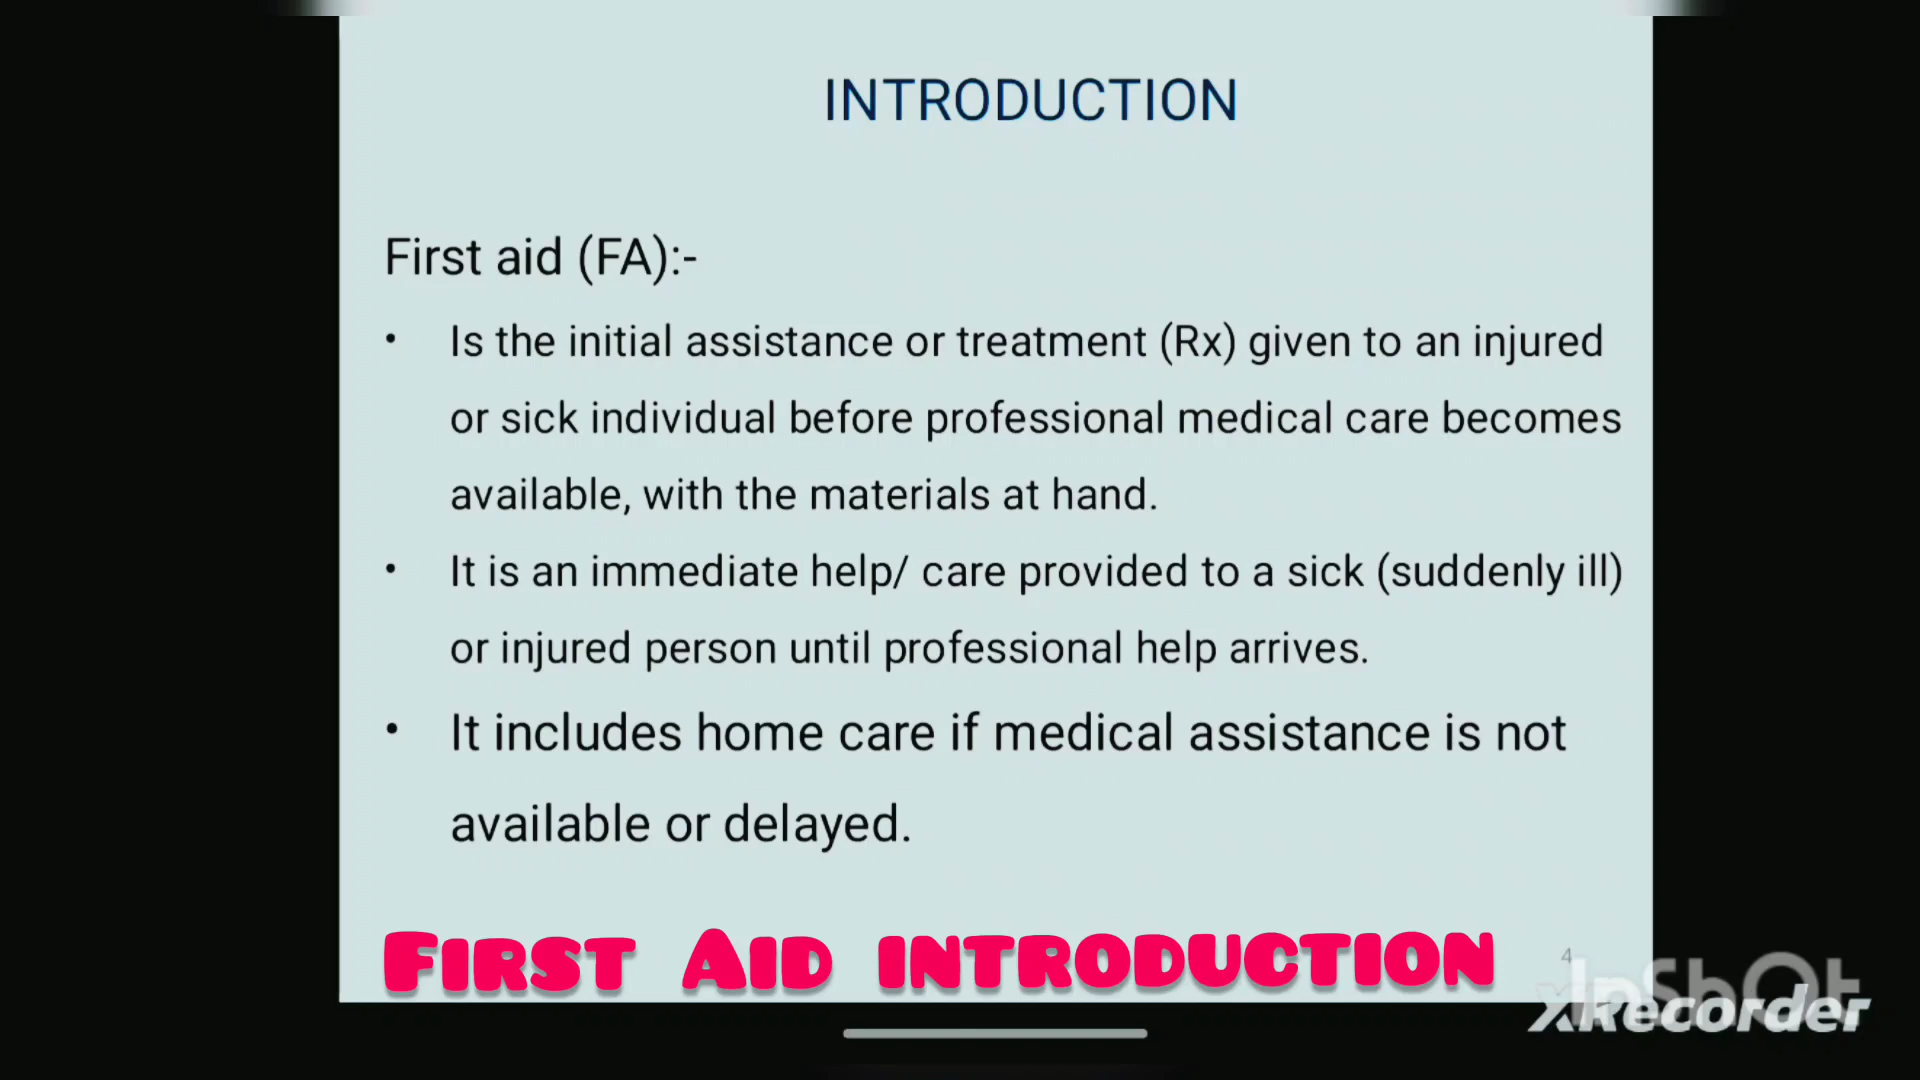 INTRODUCTION
First aid (FA):-
• Is the initial assistance or treatment (Rx) given to an injured
or sick individual before professional medical care becomes
available, with the materials at hand.
• It is an immediate help/ care provided to a sick (suddenly ill)
or injured person until professional help arrives.
• It includes home care if medical assistance is not
available or delayed.
First Aid introduction
4
InShOt
XRecorder